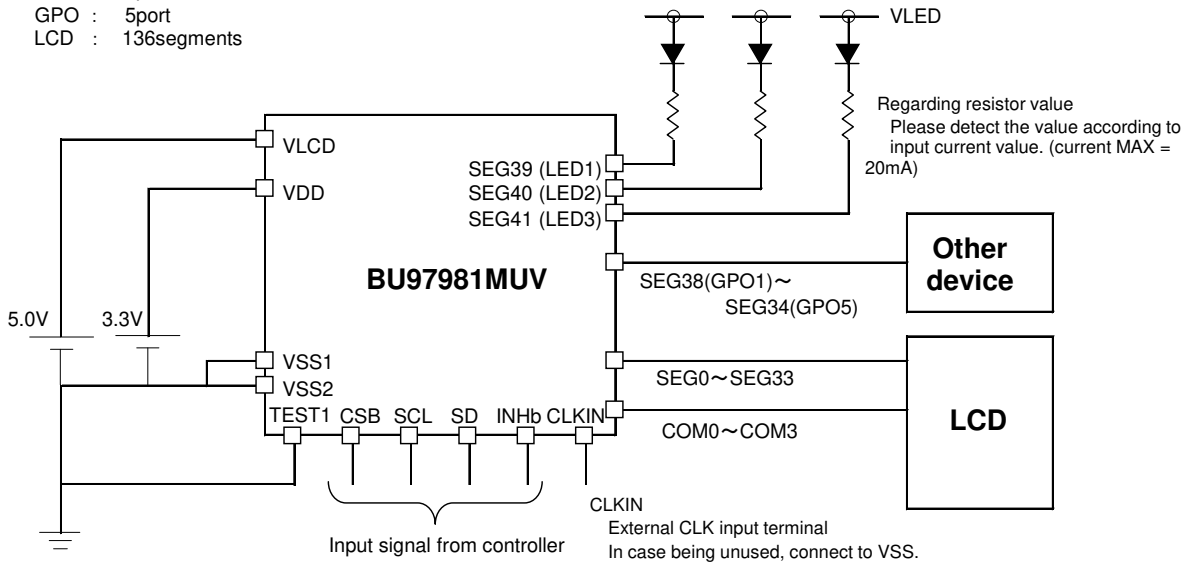 GPO : 5port
LCD : 136segments
VLED
Regarding resistor value
Please detect the value according to
input current value. (current MAX =
20mA)
VLCD
VDD
SEG39 (LED1)
SEG40 (LED2)
SEG41 (LED3)
BU97981MUV
SEG38(GPO1)～
SEG34(GPO5)
Other
device
5.0V
3.3V
VSS1
VSS2
SEG0～SEG33
COM0～COM3
LCD
TEST1 CSB SCL SD INHb CLKIN
CLKIN
External CLK input terminal
In case being unused, connect to VSS.
Input signal from controller